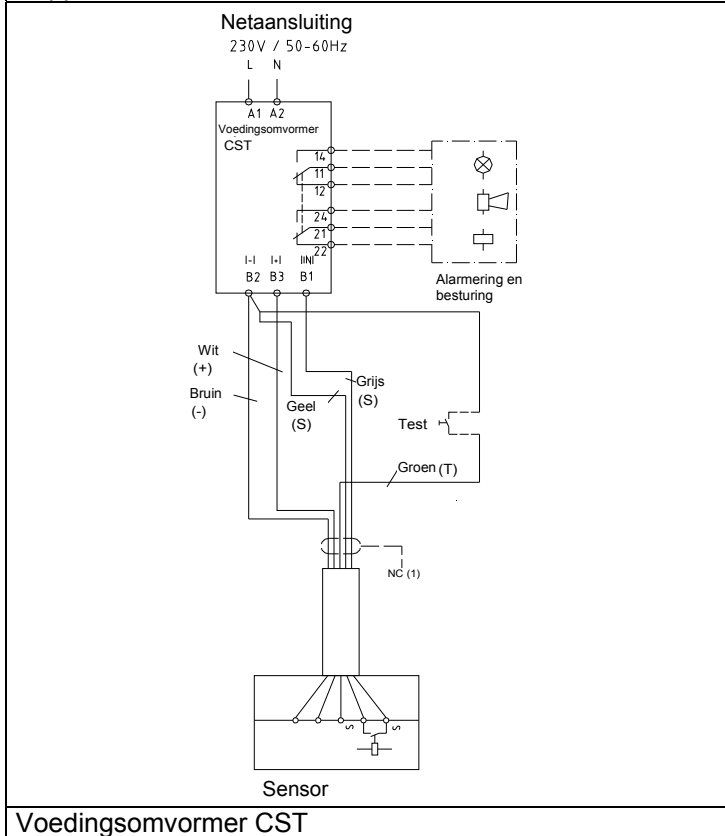 Netaansluiting
230V / 50-60Hz
L N
A1 A2
Voedingsomvormer
CST
14
11
12
24
21
22
|-| |+| |IN|
B2 B3 B1
Alarmering en
besturing
Wit
(+)
Bruin
(-)
Geel
(S)
Grijs
(S)
Test
Groen (T)
NC (1)
S S
Sensor
Voedingsomvormer CST